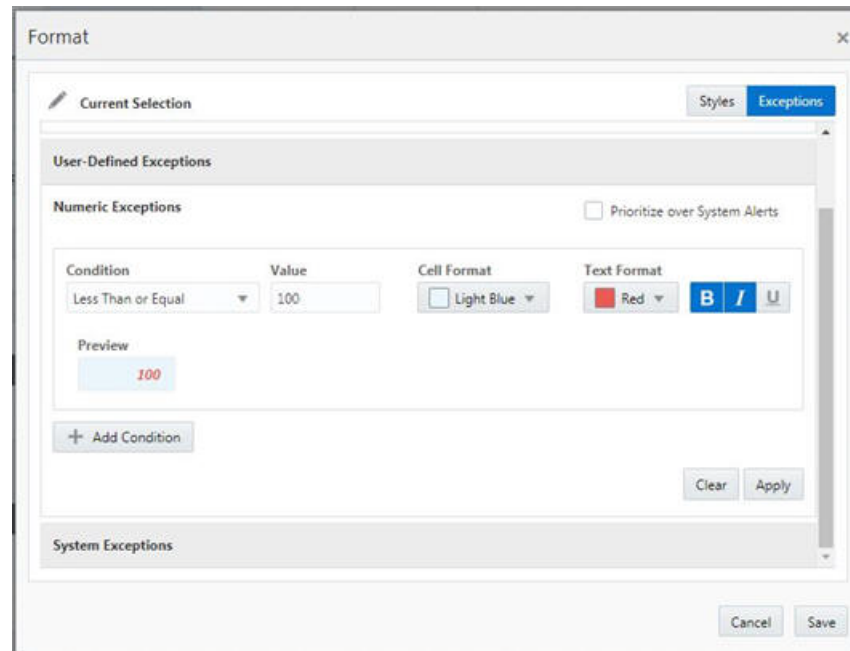 Format
Current Selection
Styles Exceptions
User-Defined Exceptions
Numeric Exceptions
Prioritize over System Alerts
Condition Value Cell Format Text Format
Less Than or Equal 100 Light Blue Red B I U
Preview
100
+ Add Condition
Clear Apply
System Exceptions
Cancel Save